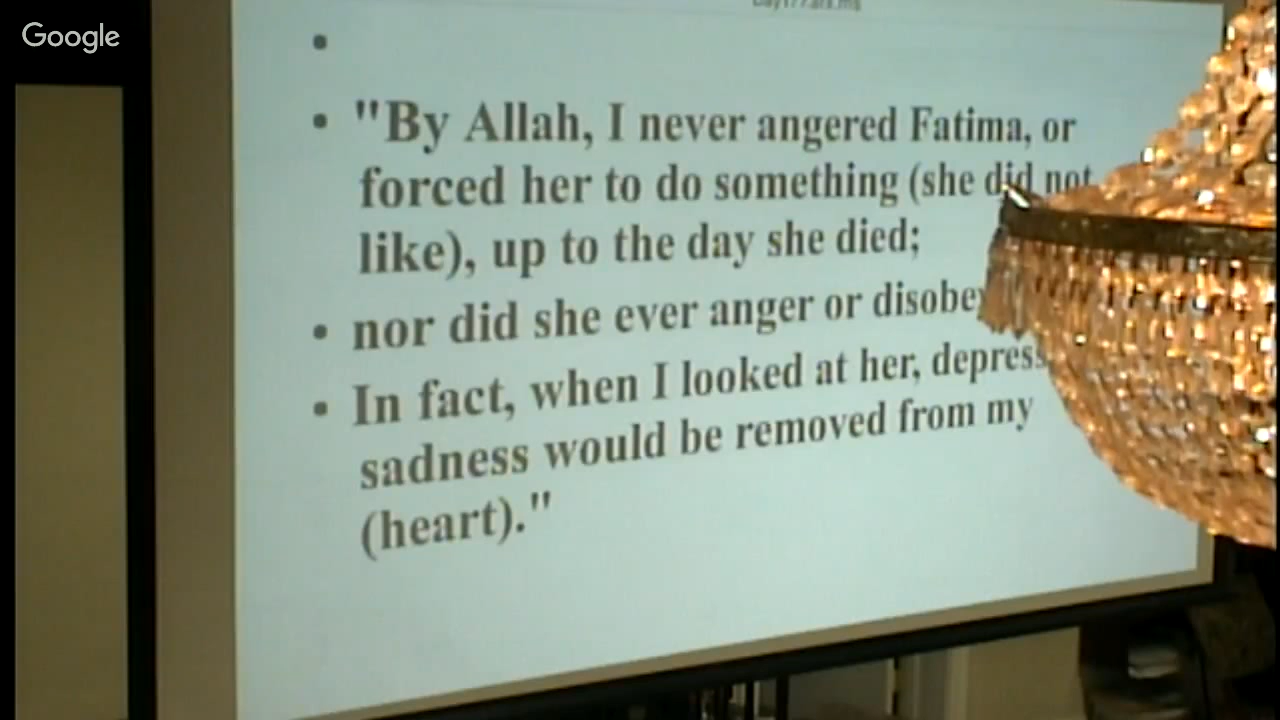 Google
• "By Allah, I never angered Fatima, or
forced her to do something (she did not
like), up to the day she died;
• nor did she ever anger or
• In fact, when I looked at her,
sadness would be removed from my
(heart)."